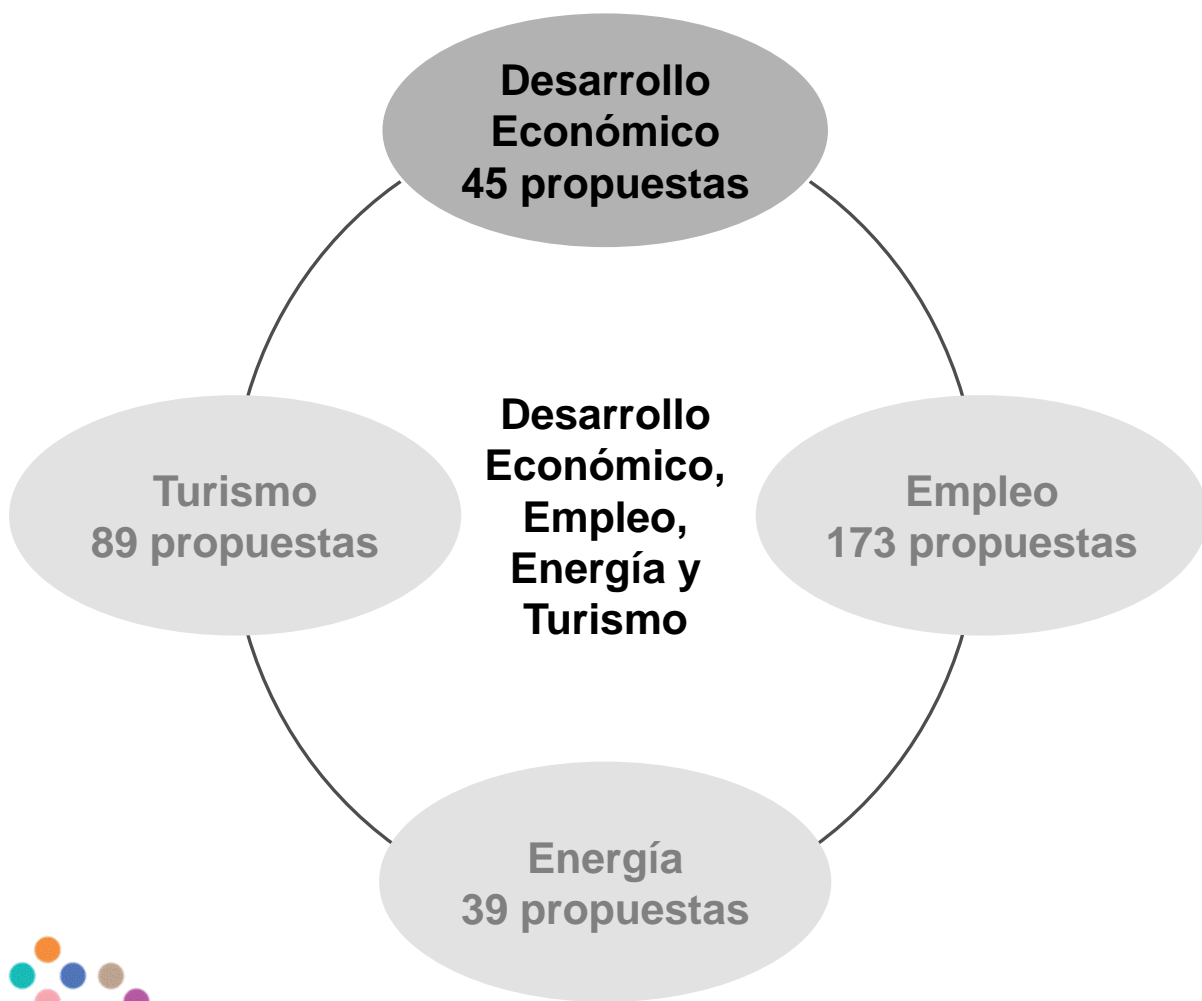 Desarrollo
Económico
45 propuestas
Turismo
89 propuestas
Desarrollo
Económico,
Empleo,
Energía y
Turismo
Empleo
173 propuestas
Energía
39 propuestas